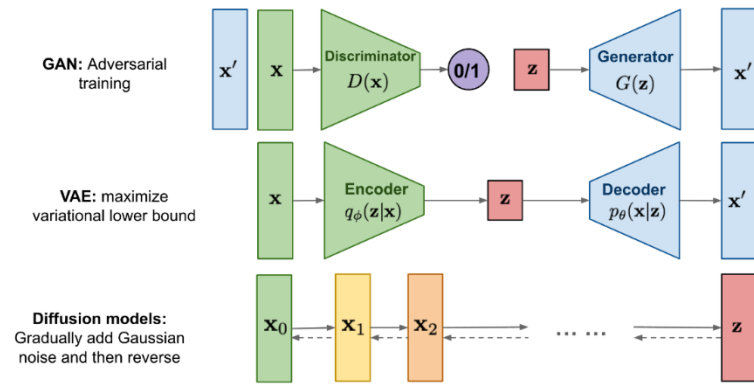 GAN: Adversarial
training
x′
x
Discriminator
D(x)
0/1
z
Generator
G(z)
x′
VAE: maximize
variational lower bound
x
Encoder
qϕ(z|x)
z
Decoder
pθ(x|z)
x′
Diffusion models:
Gradually add Gaussian
noise and then reverse
x0
x1
x2
... ...
z